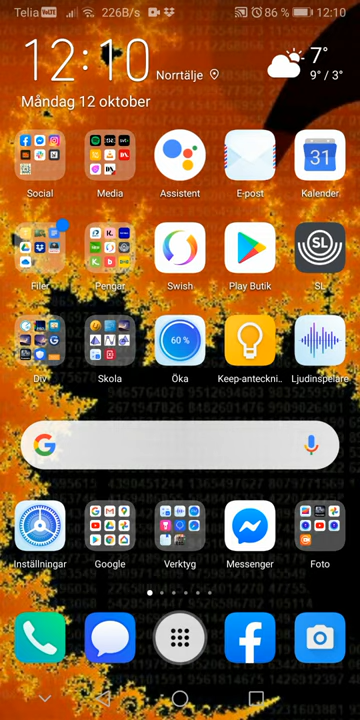 Telia VoLTE 226B/s 86 % 12:10
12:10
Norrtälje
7°
9° / 3°
Måndag 12 oktober
31
Social Media Assistent E-post Kalender
SL
Filer Pengar Swish Play Butik SL
60 %
Div Skola Öka Keep-anteckni.. Ljudinspelare
G
Inställningar Google Verktyg Messenger Foto